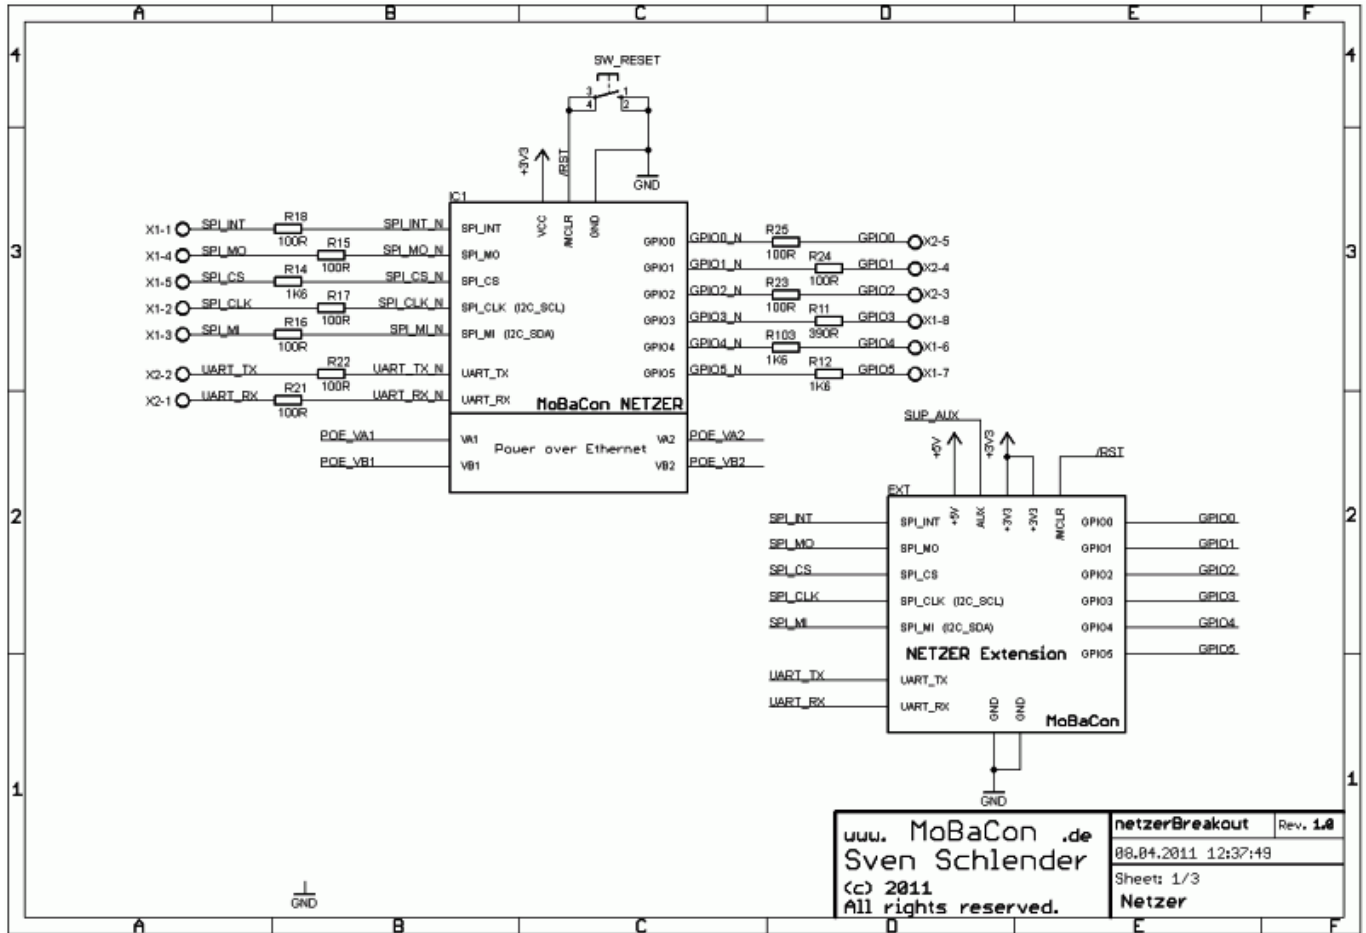 A B C D E F
4 4
SW_RESET
3 1
4 2
+3V3 /RST
GND
IC1
VCC /MCLR GND
3 3
X1-1 SPI_INT R18 100R SPI_INT_N SPI_INT
X1-4 SPI_MO R15 100R SPI_MO_N SPI_MO
X1-5 SPI_CS R14 1K6 SPI_CS_N SPI_CS
X1-2 SPI_CLK R17 100R SPI_CLK_N SPI_CLK (I2C_SCL)
X1-3 SPI_MI R16 100R SPI_MI_N SPI_MI (I2C_SDA)
X2-2 UART_TX R22 100R UART_TX_N UART_TX
X2-1 UART_RX R21 100R UART_RX_N UART_RX
GPIO0 GPIO0_N R25 100R GPIO0 X2-5
GPIO1 GPIO1_N R24 100R GPIO1 X2-4
GPIO2 GPIO2_N R23 100R GPIO2 X2-3
GPIO3 GPIO3_N R11 390R GPIO3 X1-8
GPIO4 GPIO4_N R103 1K6 GPIO4 X1-6
GPIO5 GPIO5_N R12 1K6 GPIO5 X1-7
MoBaCon NETZER
POE_VA1 VA1 VA2 POE_VA2
Power over Ethernet
POE_VB1 VB1 VB2 POE_VB2
SUP_AUX
+5V +3V3 /RST
EXT
+5V AUX +3V3 +3V3 /MCLR
2 2
SPI_INT SPI_INT GPIO0 GPIO0
SPI_MO SPI_MO GPIO1 GPIO1
SPI_CS SPI_CS GPIO2 GPIO2
SPI_CLK SPI_CLK (I2C_SCL) GPIO3 GPIO3
SPI_MI SPI_MI (I2C_SDA) GPIO4 GPIO4
NETZER Extension GPIO5 GPIO5
UART_TX UART_TX
UART_RX UART_RX
GND GND
MoBaCon
1 1
GND
www. MoBaCon .de
Sven Schlender
(c) 2011
All rights reserved.
netzerBreakout Rev. 1.0
08.04.2011 12:37:49
Sheet: 1/3
Netzer
GND
A B C D E F